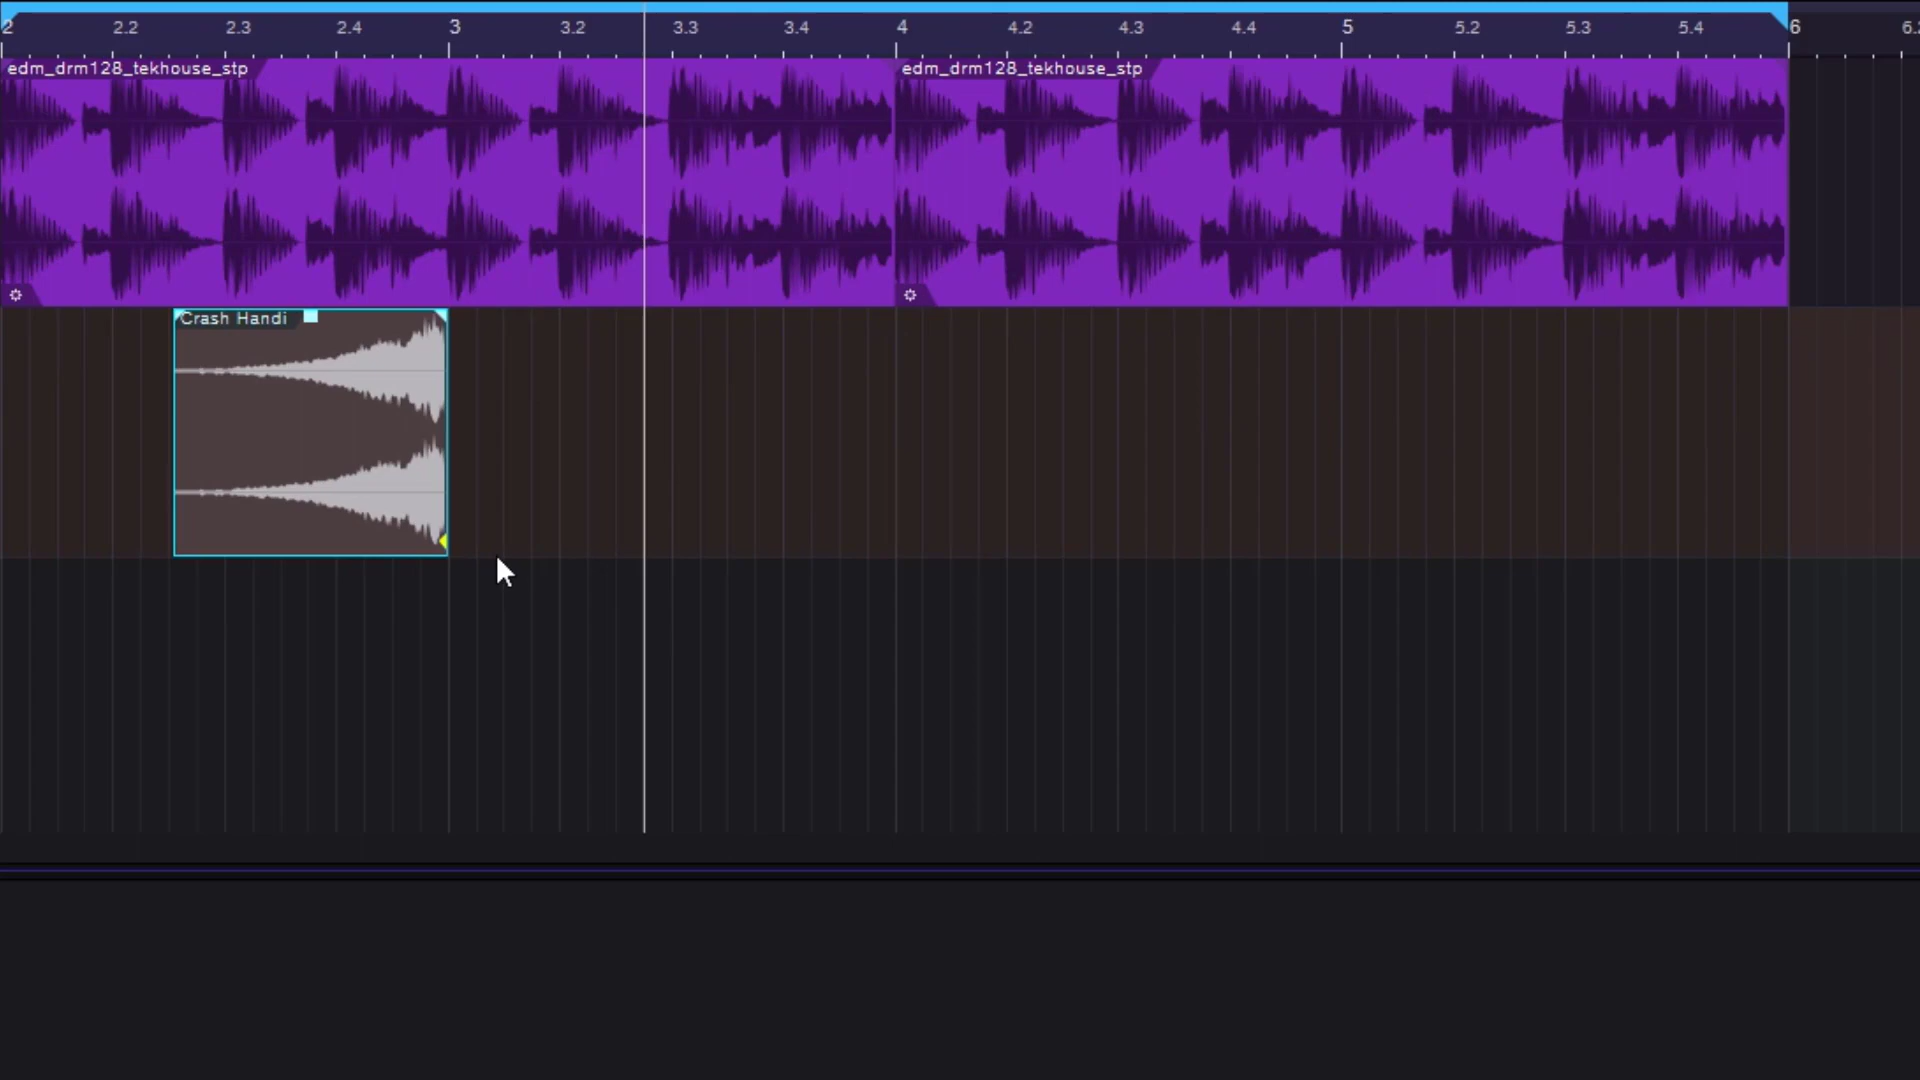 2 2.2 2.3 2.4 3 3.2 3.3 3.4 4 4.2 4.3 4.4 5 5.2 5.3 5.4 6
edm_drm128_tekhouse_stp edm_drm128_tekhouse_stp
Crash Handi